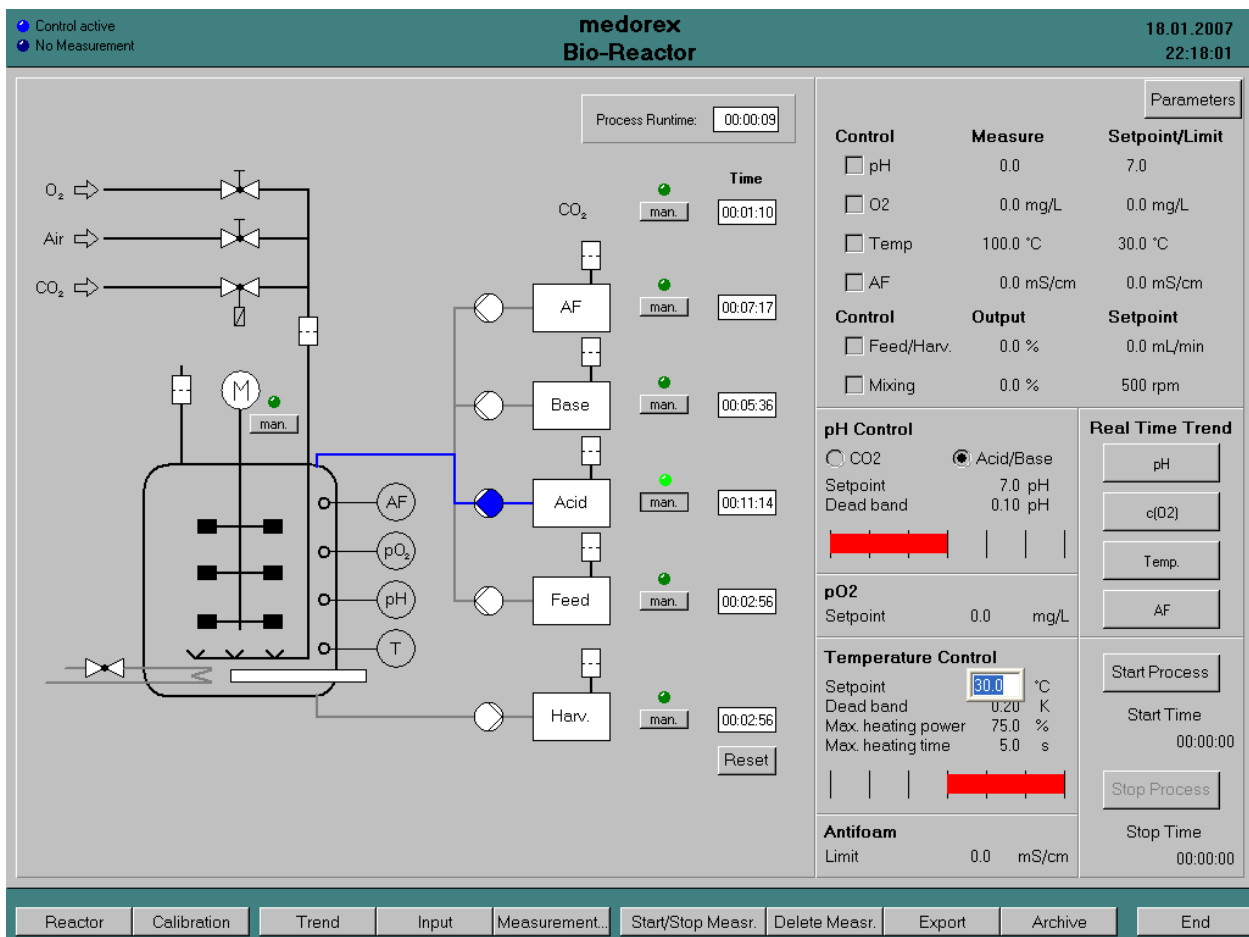 Control active
No Measurement
medorex
Bio-Reactor
18.01.2007
22:18:01
Process Runtime: 00:00:09
Time
O₂
Air
CO₂
CO₂ man. 00:01:10
AF man. 00:07:17
Base man. 00:05:36
Acid man. 00:11:14
Feed man. 00:02:56
Harv. man. 00:02:56
Reset
M
man.
AF
pO₂
pH
T
Parameters
Control Measure Setpoint/Limit
pH 0.0 7.0
O2 0.0 mg/L 0.0 mg/L
Temp 100.0 °C 30.0 °C
AF 0.0 mS/cm 0.0 mS/cm
Control Output Setpoint
Feed/Harv. 0.0 % 0.0 mL/min
Mixing 0.0 % 500 rpm
pH Control
CO2 Acid/Base
Setpoint 7.0 pH
Dead band 0.10 pH
pO2
Setpoint 0.0 mg/L
Temperature Control
Setpoint 30.0 °C
Dead band 0.20 K
Max. heating power 75.0 %
Max. heating time 5.0 s
Antifoam
Limit 0.0 mS/cm
Real Time Trend
pH
c(O2)
Temp.
AF
Start Process
Start Time
00:00:00
Stop Process
Stop Time
00:00:00
Reactor Calibration Trend Input Measurement... Start/Stop Measr. Delete Measr. Export Archive End